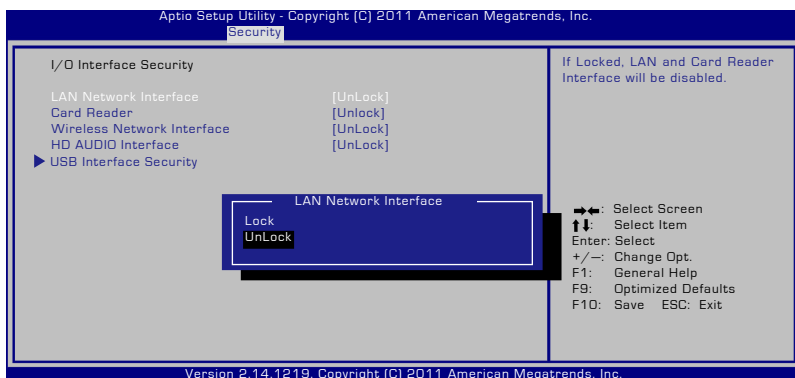 Aptio Setup Utility - Copyright (C) 2011 American Megatrends, Inc.
Security
I/O Interface Security
LAN Network Interface [UnLock]
Card Reader [Unlock]
Wireless Network Interface [UnLock]
HD AUDIO Interface [UnLock]
USB Interface Security
If Locked, LAN and Card Reader
Interface will be disabled.
LAN Network Interface
Lock
UnLock
→←: Select Screen
↑↓: Select Item
Enter: Select
+/—: Change Opt.
F1: General Help
F9: Optimized Defaults
F10: Save ESC: Exit
Version 2.14.1219. Copyright (C) 2011 American Megatrends, Inc.